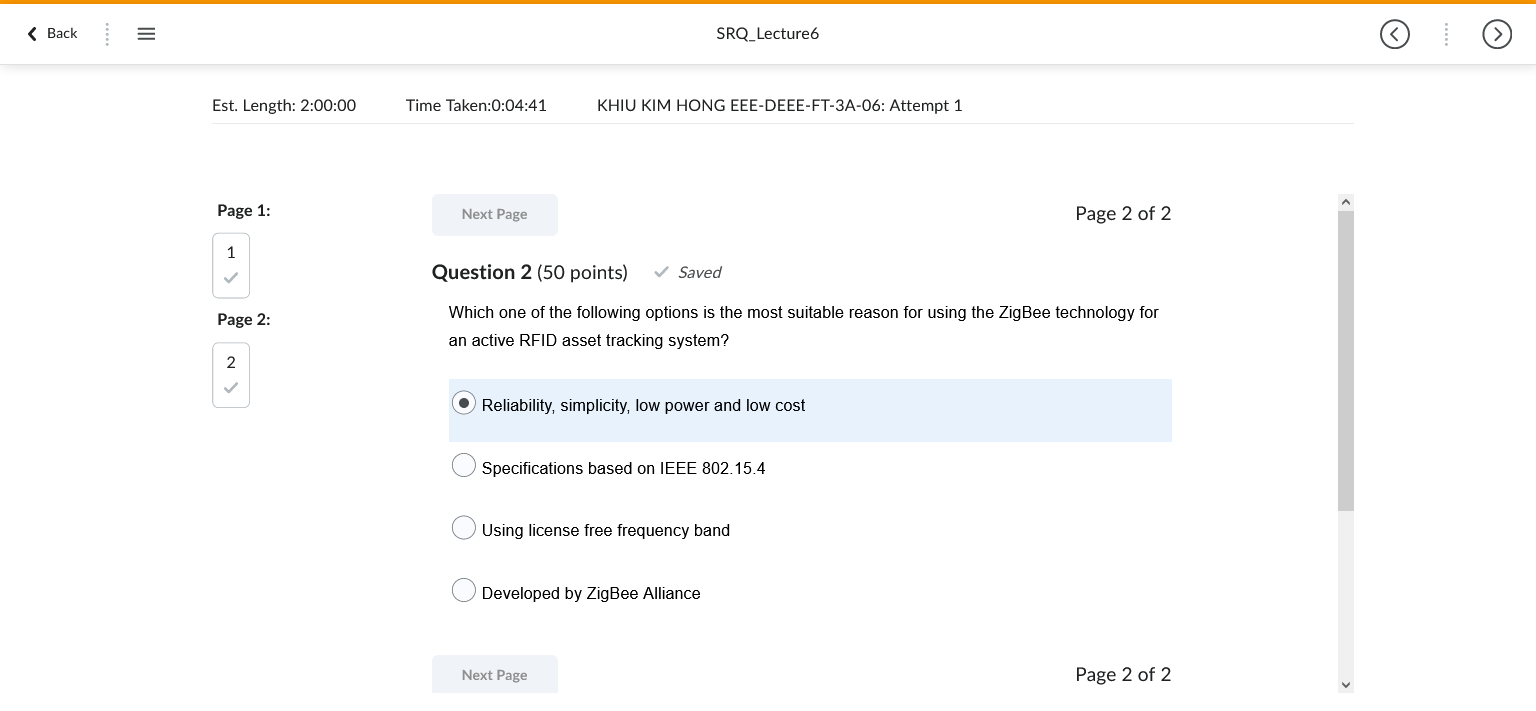 Back
SRQ_Lecture6
Est. Length: 2:00:00 Time Taken:0:04:41 KHIU KIM HONG EEE-DEEE-FT-3A-06: Attempt 1
Page 1:
1
Page 2:
2
Next Page
Page 2 of 2
Question 2 (50 points) Saved
Which one of the following options is the most suitable reason for using the ZigBee technology for
an active RFID asset tracking system?
Reliability, simplicity, low power and low cost
Specifications based on IEEE 802.15.4
Using license free frequency band
Developed by ZigBee Alliance
Next Page
Page 2 of 2